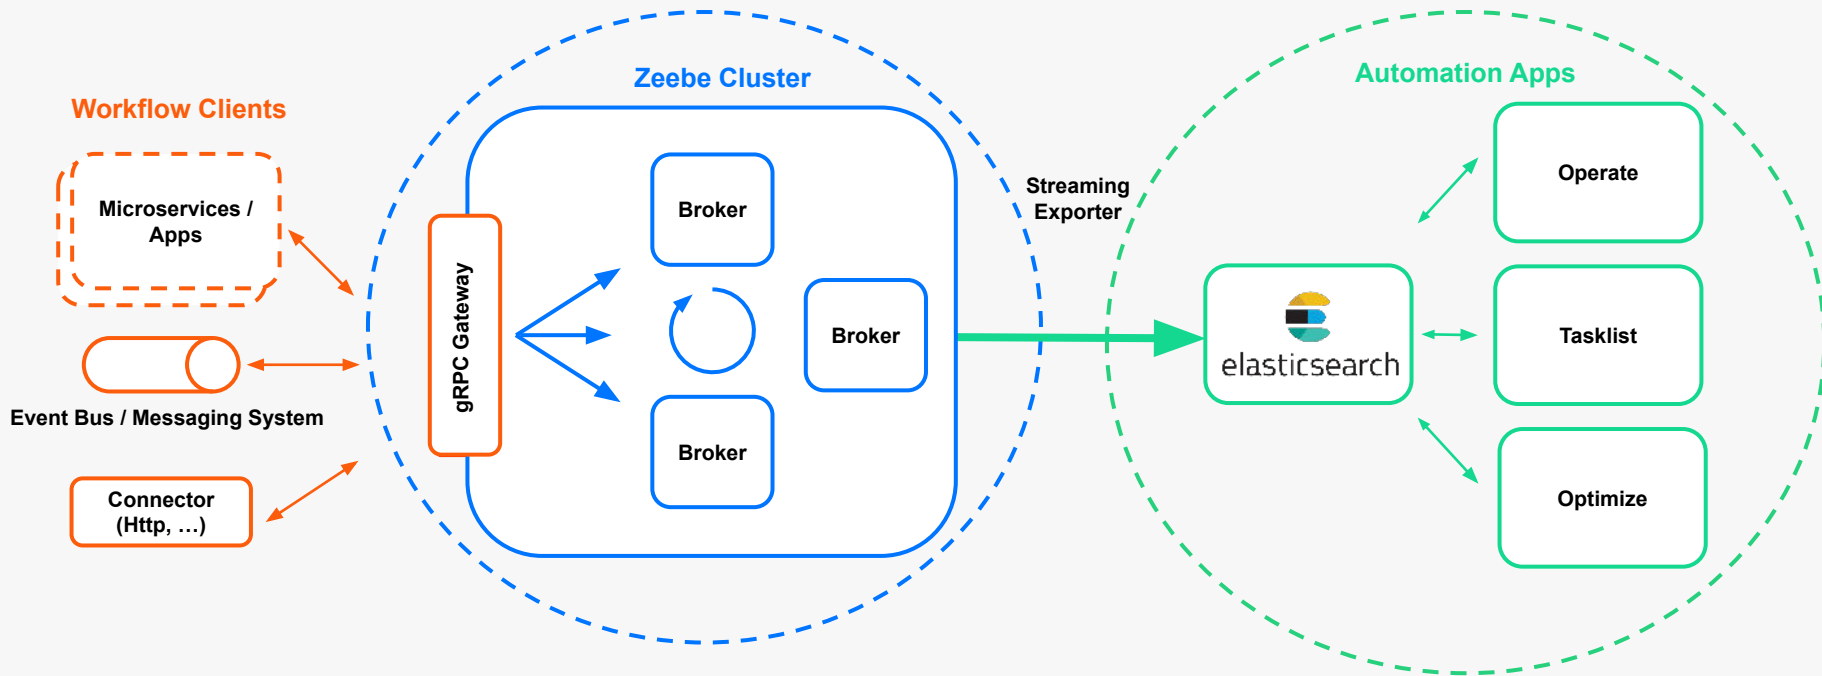 Workflow Clients
Microservices /
Apps
Event Bus / Messaging System
Connector
(Http, …)
Zeebe Cluster
gRPC Gateway
Broker
Broker
Broker
Streaming
Exporter
Automation Apps
elasticsearch
Operate
Tasklist
Optimize